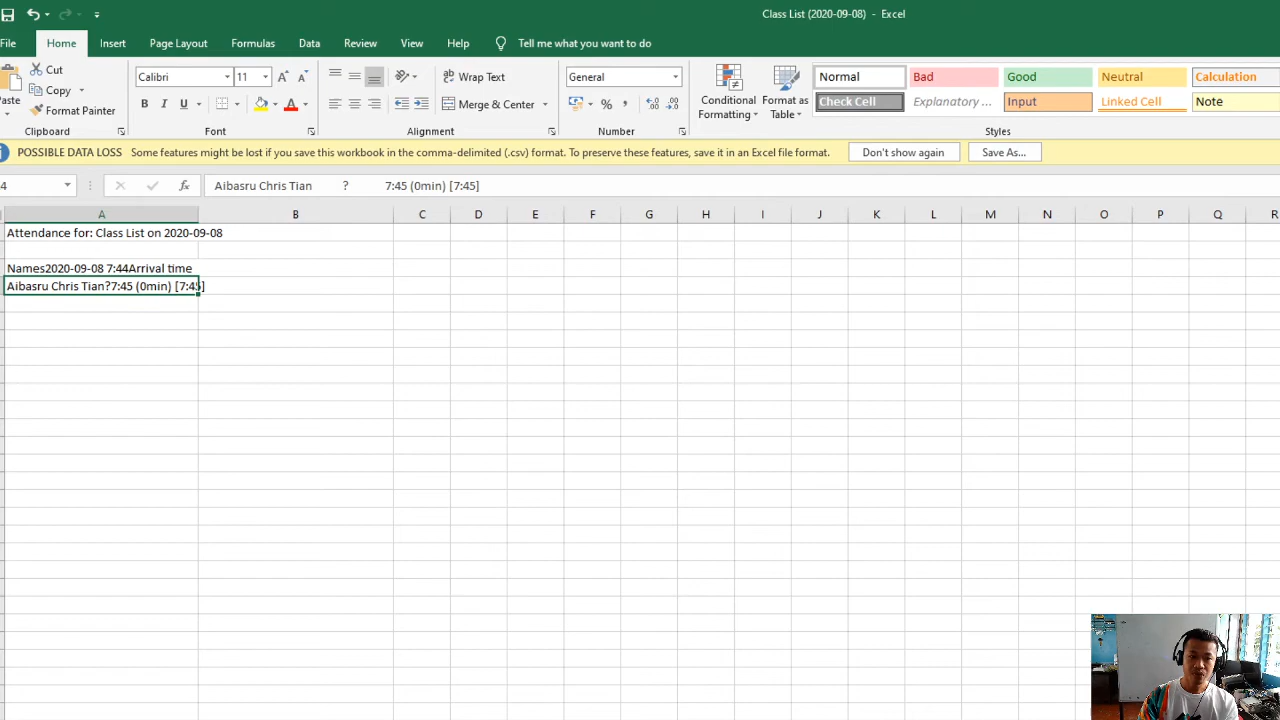 Class List (2020-09-08) - Excel
File Home Insert Page Layout Formulas Data Review View Help Tell me what you want to do
Cut
Copy
Format Painter
Paste
Clipboard
Calibri 11
B I U
Font
Wrap Text
Merge & Center
Alignment
General
% ,
Number
Conditional Formatting
Format as Table
Normal Bad Good Neutral Calculation
Check Cell Explanatory ... Input Linked Cell Note
Styles
POSSIBLE DATA LOSS Some features might be lost if you save this workbook in the comma-delimited (.csv) format. To preserve these features, save it in an Excel file format. Don't show again Save As...
4 fx Aibasru Chris Tian ? 7:45 (0min) [7:45]
A B C D E F G H I J K L M N O P Q R
Attendance for: Class List on 2020-09-08
Names2020-09-08 7:44Arrival time
Aibasru Chris Tian?7:45 (0min) [7:45]